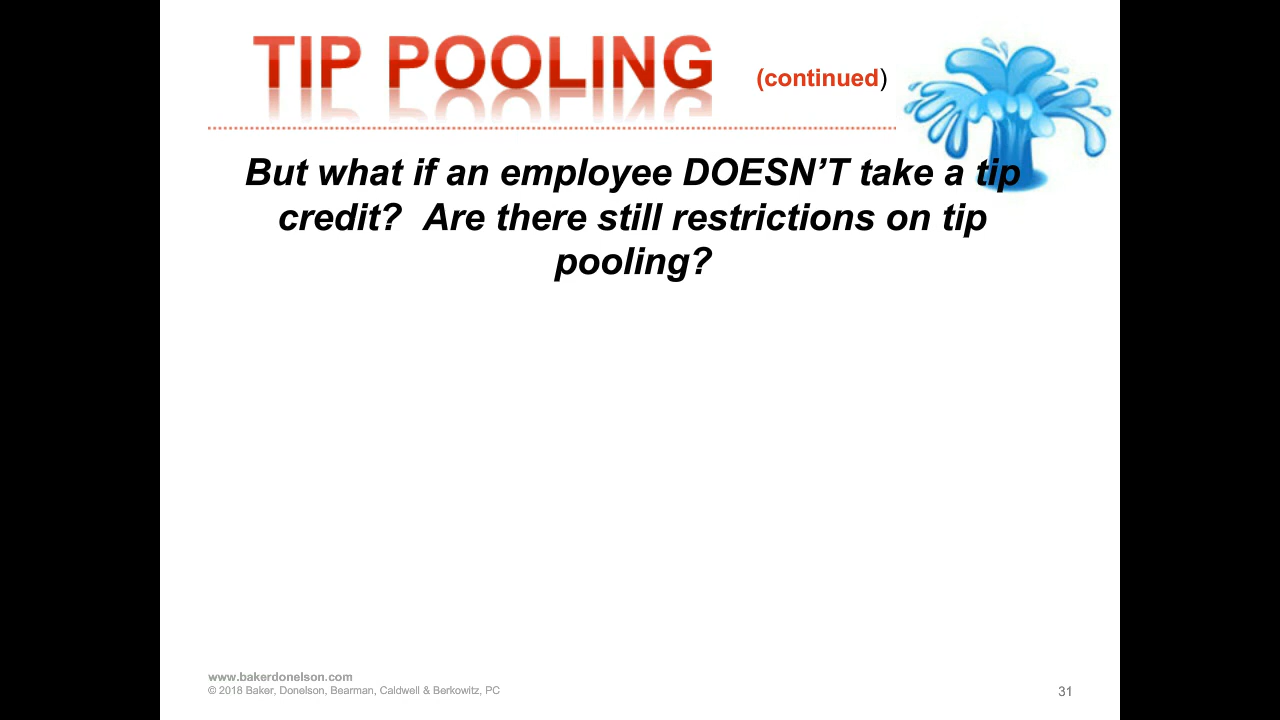 TIP POOLING (continued)
But what if an employee DOESN’T take a tip
credit?  Are there still restrictions on tip
pooling?
www.bakerdonelson.com
© 2018 Baker, Donelson, Bearman, Caldwell & Berkowitz, PC
31